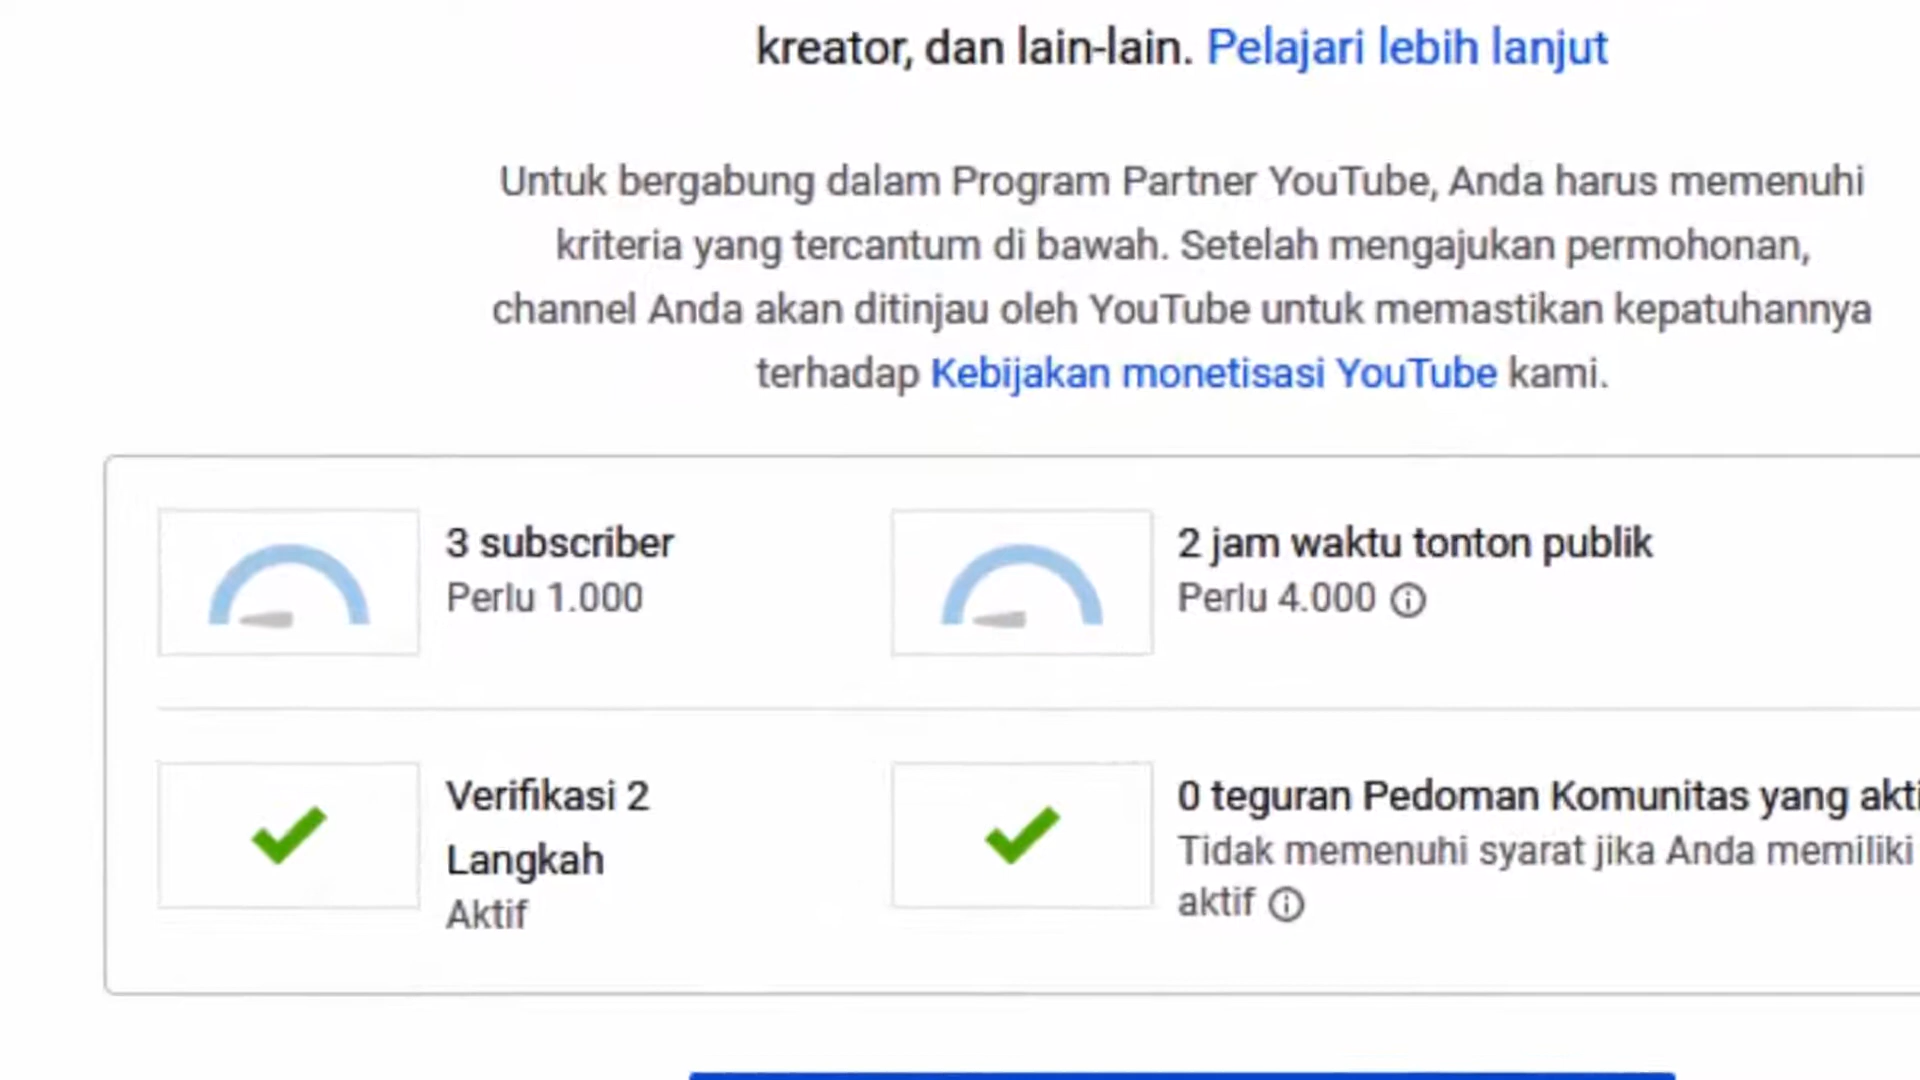 kreator, dan lain-lain. Pelajari lebih lanjut
Untuk bergabung dalam Program Partner YouTube, Anda harus memenuhi
kriteria yang tercantum di bawah. Setelah mengajukan permohonan,
channel Anda akan ditinjau oleh YouTube untuk memastikan kepatuhannya
terhadap Kebijakan monetisasi YouTube kami.
3 subscriber
Perlu 1.000
2 jam waktu tonton publik
Perlu 4.000
Verifikasi 2
Langkah
Aktif
0 teguran Pedoman Komunitas yang akti
Tidak memenuhi syarat jika Anda memiliki
aktif